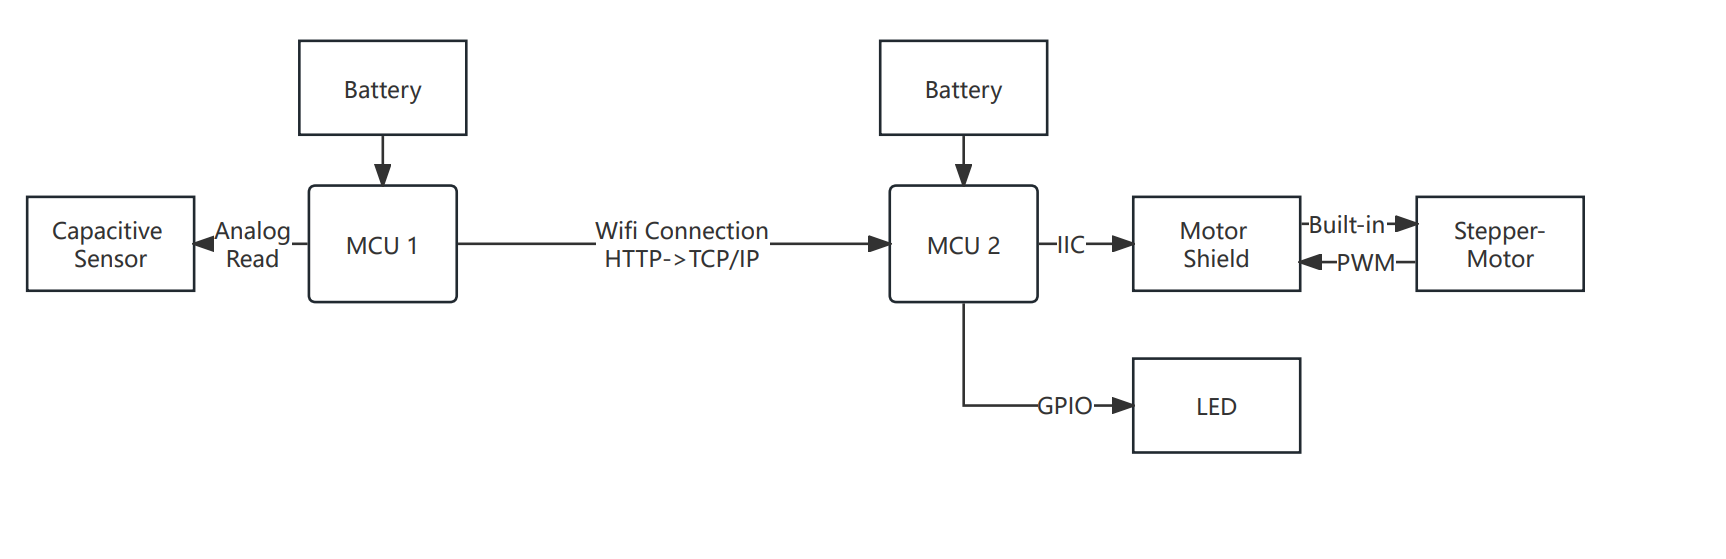 Battery
Battery
Capacitive
Sensor
Analog
Read
MCU 1
Wifi Connection
HTTP->TCP/IP
MCU 2
IIC
Motor
Shield
Built-in
PWM
Stepper-
Motor
GPIO
LED